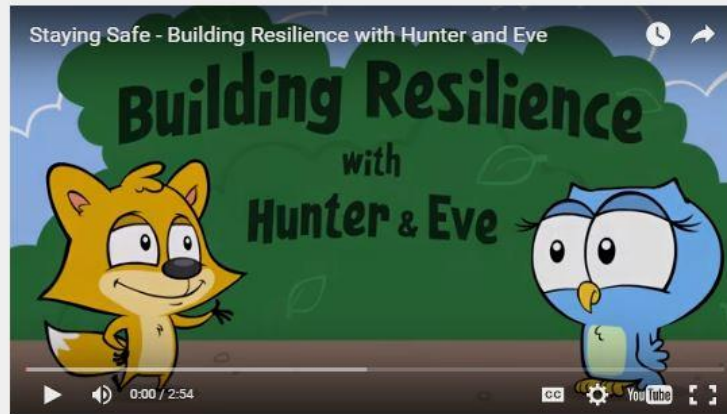 Staying Safe - Building Resilience with Hunter and Eve
Building Resilience
with
Hunter & Eve
0:00 / 2:54
CC
YouTube